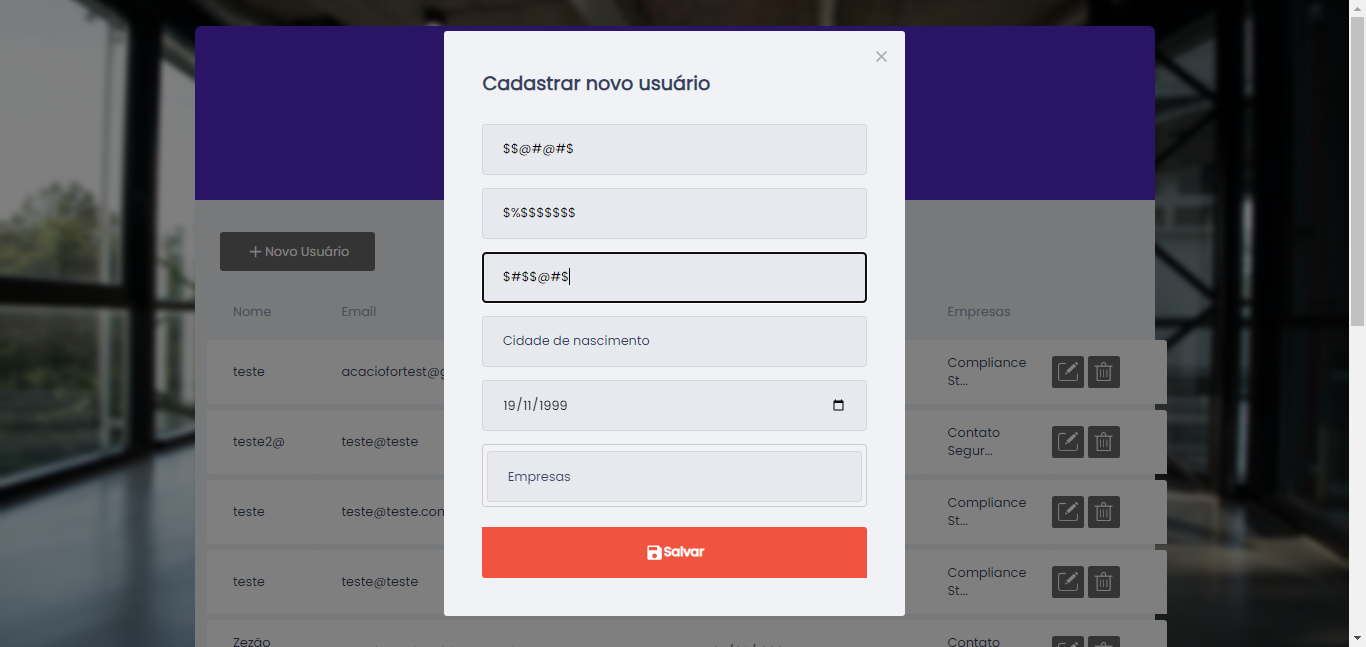 Cadastrar novo usuário
$$@#@#$
$%$$$$$$$
$#$$@#$
Cidade de nascimento
19/11/1999
Empresas
Salvar
Novo Usuário
Nome Email Empresas
teste acaciofortest@g Compliance
St...
teste2@ teste@teste Contato
Segur...
teste teste@teste.con Compliance
St...
teste teste@teste Compliance
St...
Zezão Contato